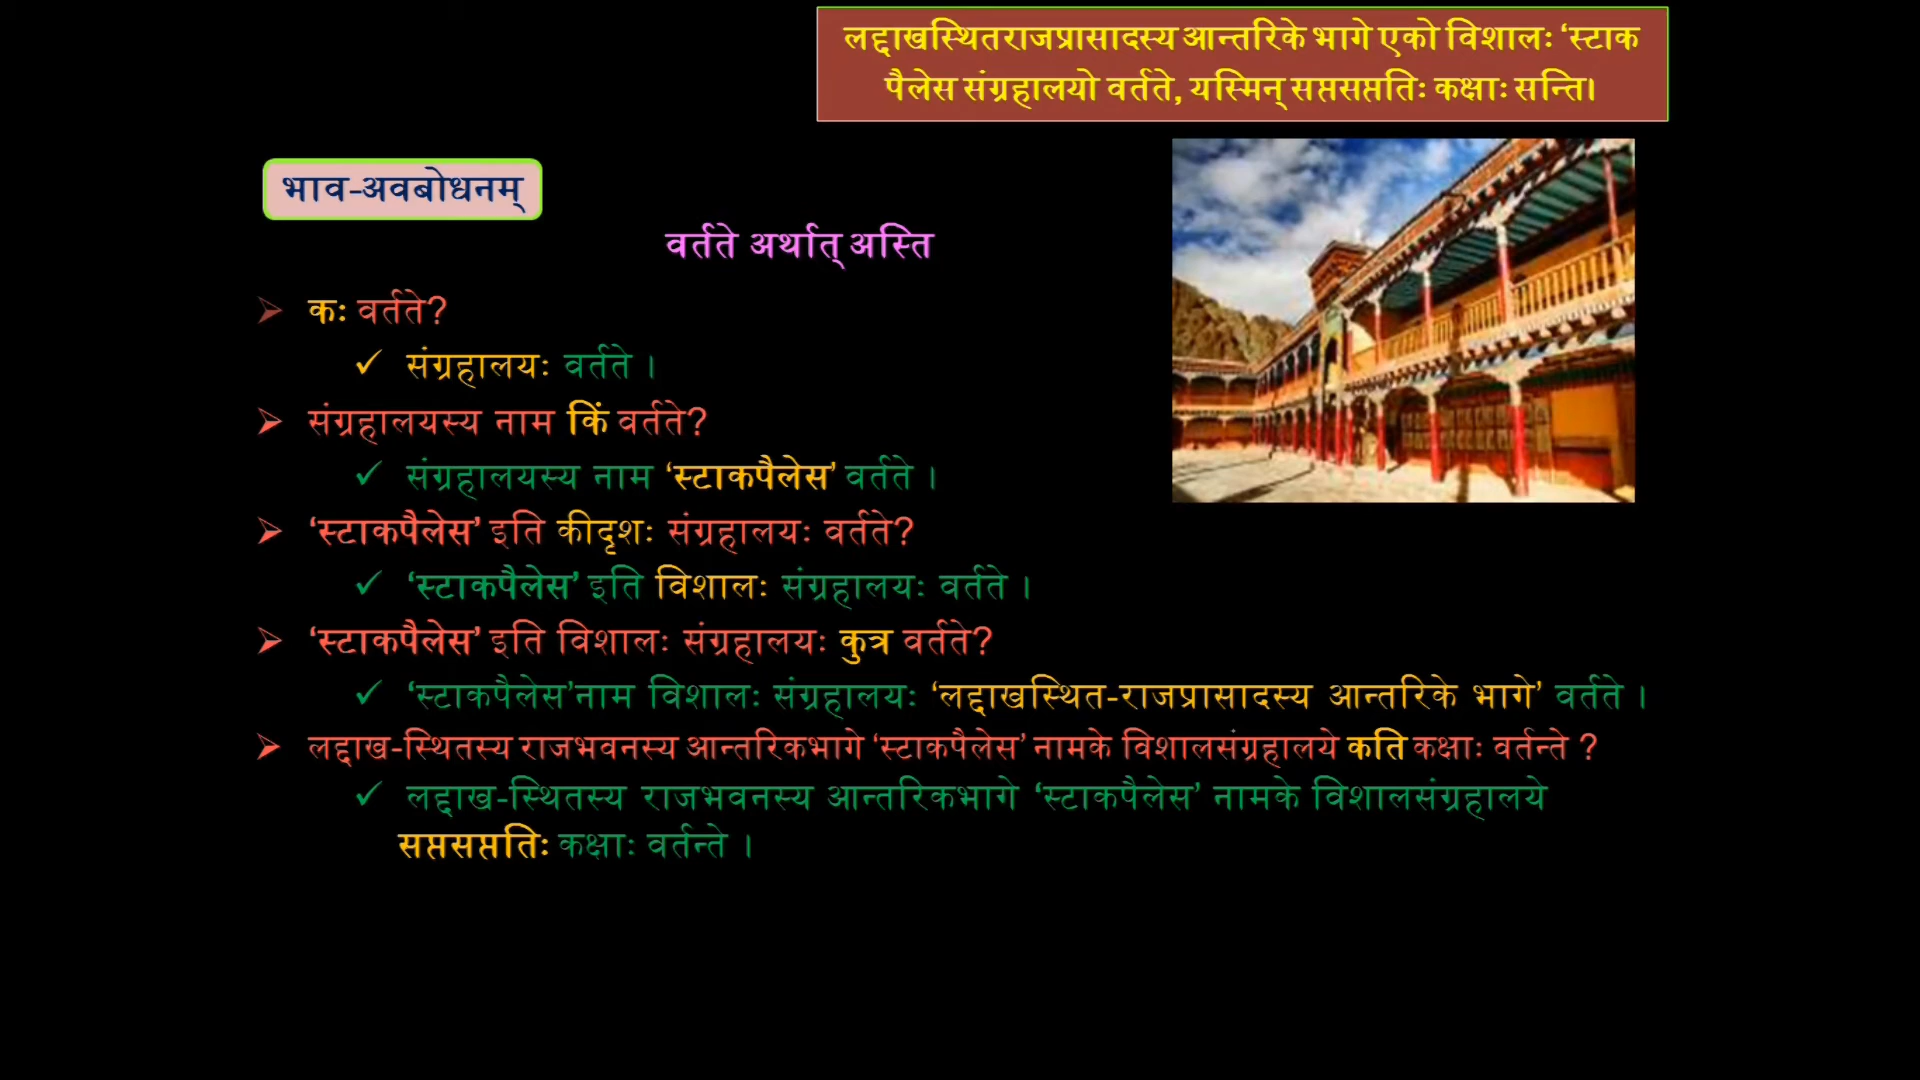 लद्दाखस्थितराजप्रासादस्य आन्तरिके भागे एको विशालः ‘स्टाक
पैलेस संग्रहालयो वर्तते, यस्मिन् सप्तसप्ततिः कक्षाः सन्ति।
भाव-अवबोधनम्
वर्तते अर्थात् अस्ति
➢ कः वर्तते?
✓ संग्रहालयः वर्तते ।
➢ संग्रहालयस्य नाम किं वर्तते?
✓ संग्रहालयस्य नाम ‘स्टाकपैलेस’ वर्तते ।
➢ ‘स्टाकपैलेस’ इति कीदृशः संग्रहालयः वर्तते?
✓ ‘स्टाकपैलेस’ इति विशालः संग्रहालयः वर्तते ।
➢ ‘स्टाकपैलेस’ इति विशालः संग्रहालयः कुत्र वर्तते?
✓ ‘स्टाकपैलेस’नाम विशालः संग्रहालयः ‘लद्दाखस्थित-राजप्रासादस्य आन्तरिके भागे’ वर्तते ।
➢ लद्दाख-स्थितस्य राजभवनस्य आन्तरिकभागे ‘स्टाकपैलेस’ नामके विशालसंग्रहालये कति कक्षाः वर्तन्ते ?
✓ लद्दाख-स्थितस्य राजभवनस्य आन्तरिकभागे ‘स्टाकपैलेस’ नामके विशालसंग्रहालये
सप्तसप्ततिः कक्षाः वर्तन्ते ।